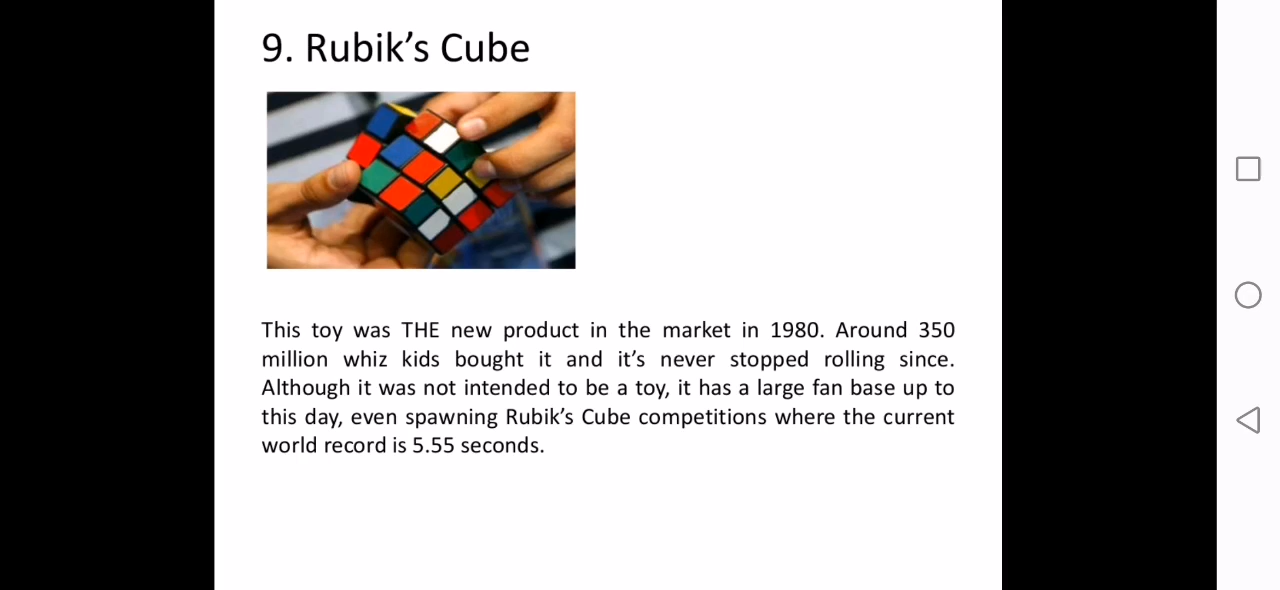 9. Rubik’s Cube
This toy was THE new product in the market in 1980. Around 350
million whiz kids bought it and it’s never stopped rolling since.
Although it was not intended to be a toy, it has a large fan base up to
this day, even spawning Rubik’s Cube competitions where the current
world record is 5.55 seconds.